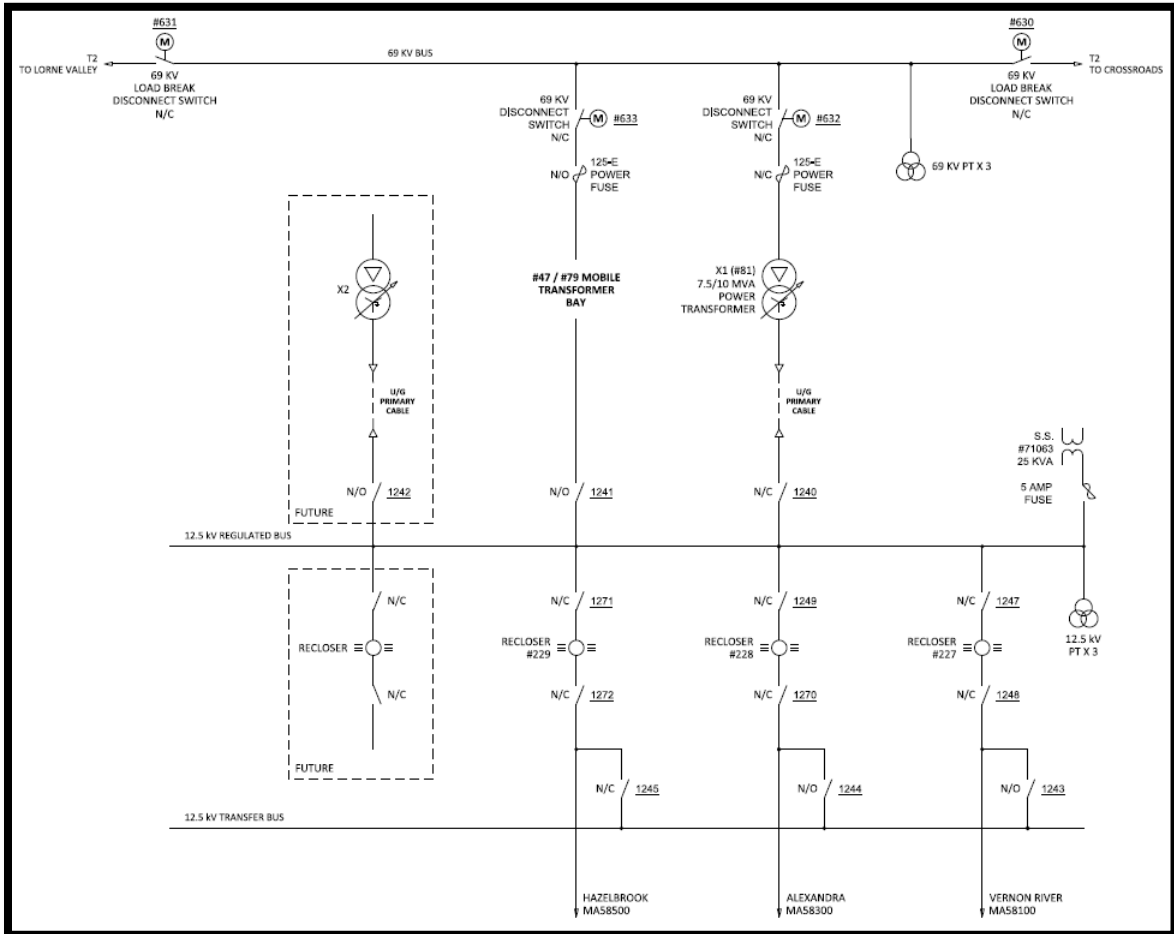 #631
M
T2
TO LORNE VALLEY
69 KV
LOAD BREAK
DISCONNECT SWITCH
N/C
69 KV BUS
#630
M
T2
TO CROSSROADS
69 KV
LOAD BREAK
DISCONNECT SWITCH
N/C
69 KV
DISCONNECT
SWITCH
N/C
M
#633
69 KV
DISCONNECT
SWITCH
N/C
M
#632
N/O
125-E
POWER
FUSE
N/C
125-E
POWER
FUSE
69 KV PT X 3
X2
#47 / #79 MOBILE
TRANSFORMER
BAY
X1 (#81)
7.5/10 MVA
POWER
TRANSFORMER
U/G
PRIMARY
CABLE
U/G
PRIMARY
CABLE
S.S.
#71063
25 KVA
5 AMP
FUSE
N/O
1242
N/O
1241
N/C
1240
FUTURE
12.5 kV REGULATED BUS
N/C
N/C
1271
N/C
1249
N/C
1247
RECLOSER
RECLOSER
#229
RECLOSER
#228
RECLOSER
#227
12.5 kV
PT X 3
N/C
N/C
1272
N/C
1270
N/C
1248
FUTURE
N/C
1245
N/O
1244
N/O
1243
12.5 kV TRANSFER BUS
HAZELBROOK
MA58500
ALEXANDRA
MA58300
VERNON RIVER
MA58100